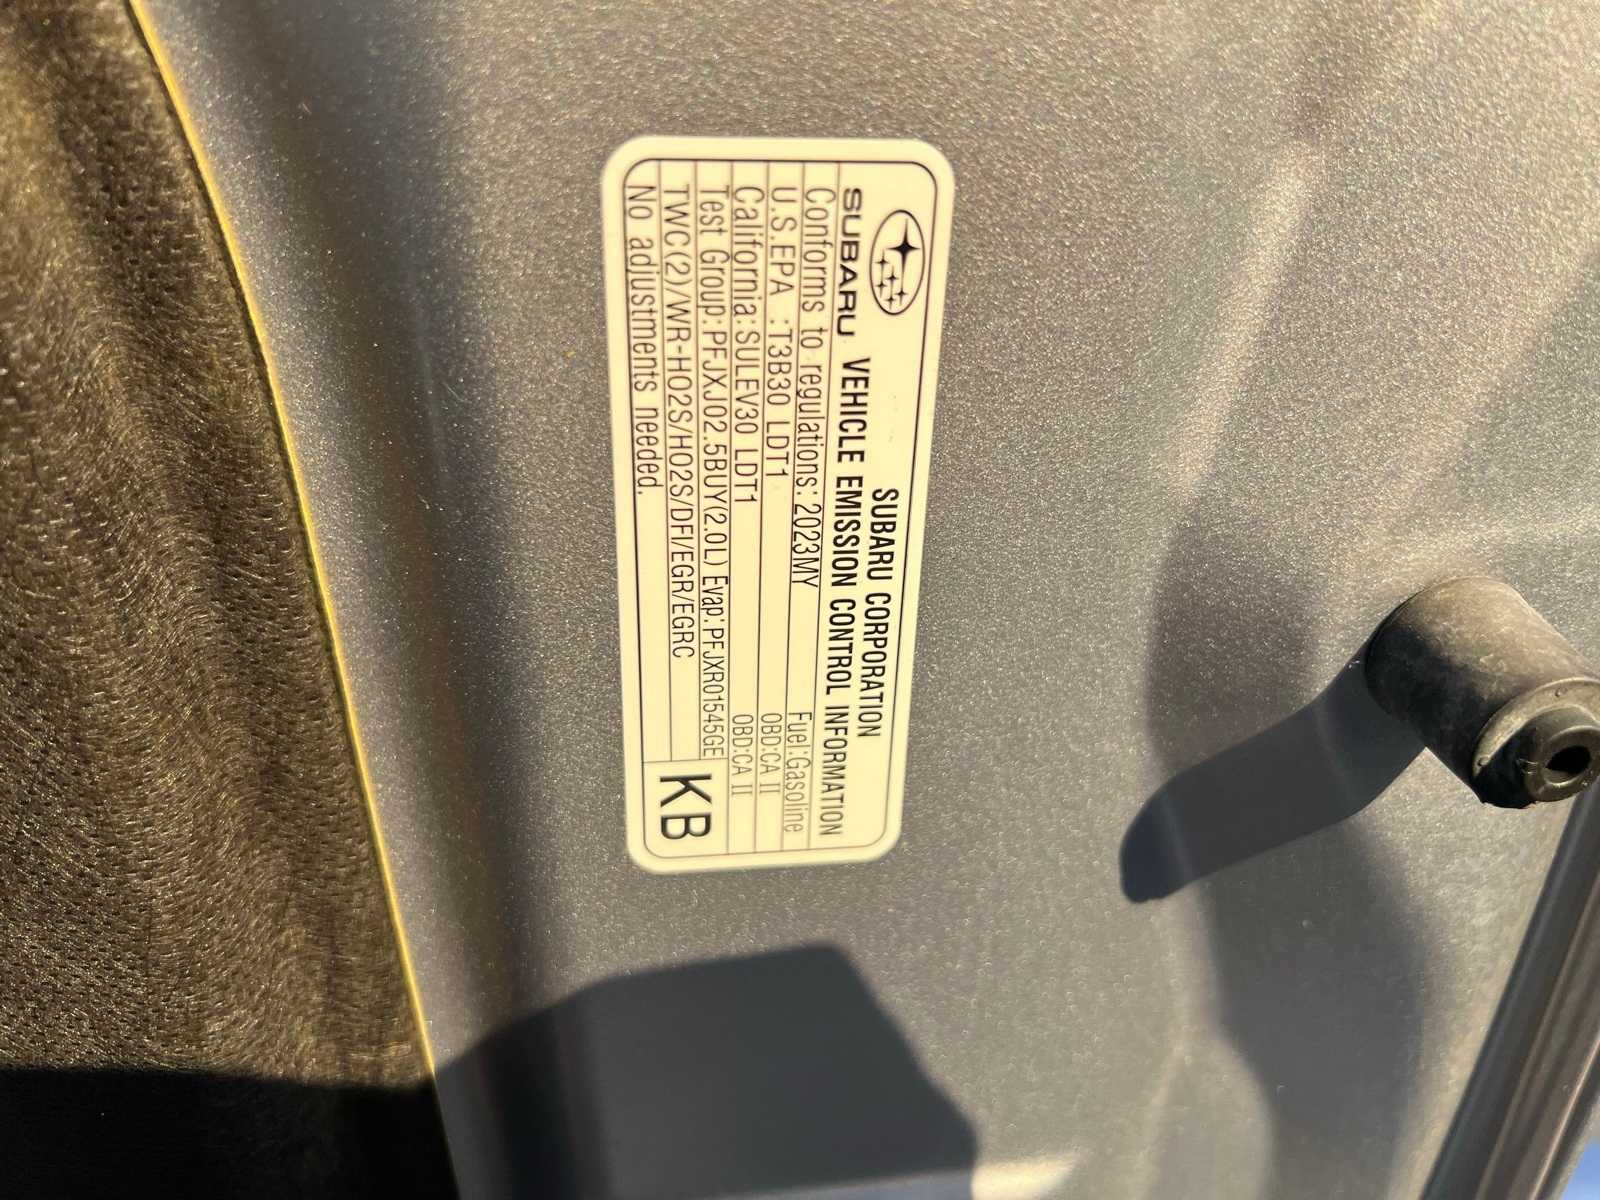 SUBARU CORPORATION
SUBARU VEHICLE EMISSION CONTROL INFORMATION
Conforms to regulations:2023MY Fuel:Gasoline
U.S.EPA :T3B30 LDT1 OBD:CA II
California:SULEV30 LDT1 OBD:CA II
Test Group:PFJXJ02.5BUY(2.0L) Evap:PFJXR01545GE
TWC(2)/WR-HO2S/HO2S/DFI/EGR/EGRC
No adjustments needed.
KB